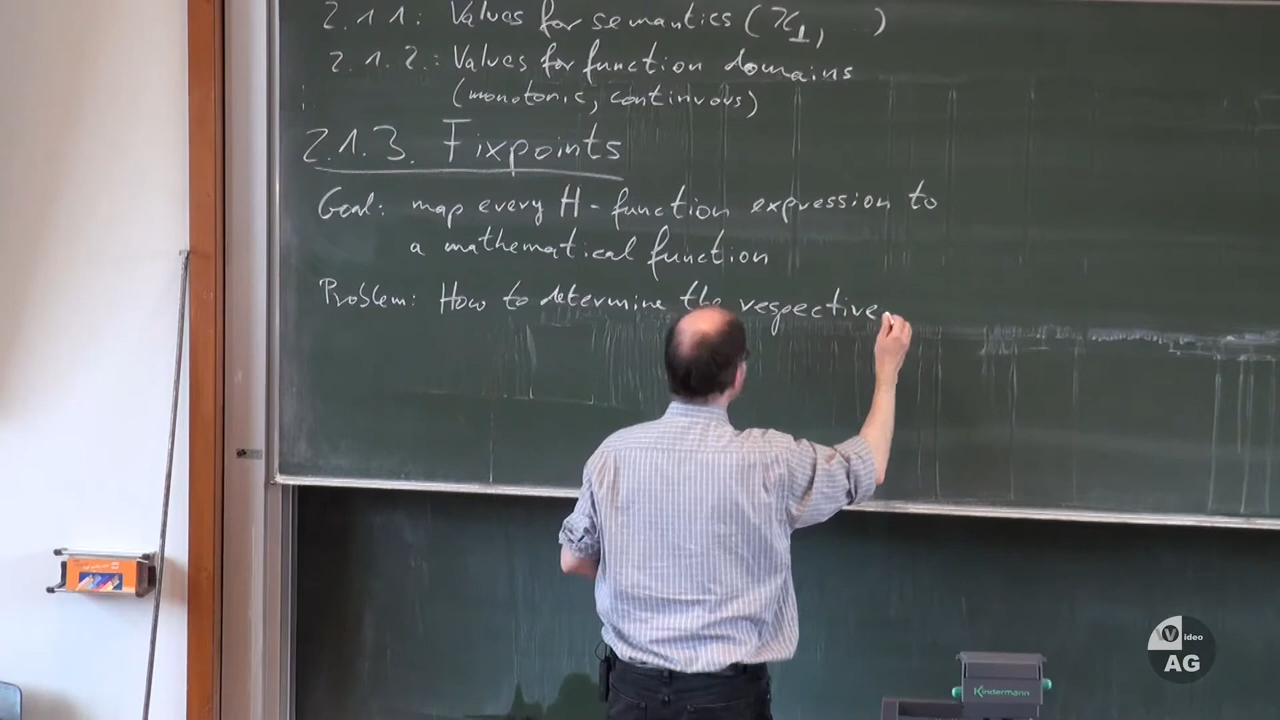 2.1.1.: Values for semantics (ℤ⊥, )
2.1.2.: Values for function domains
(monotonic, continuous)
2.1.3. Fixpoints
Goal: map every H-function expression to
a mathematical function
Problem: How to determine the respective
Video
AG
Kindermann